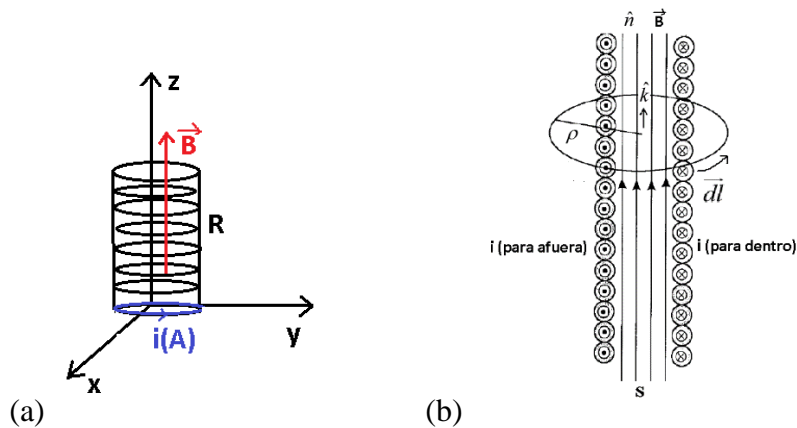 z
B
R
i(A)
y
x
(a)
n̂ B
k̂
ρ
dl
i (para afuera)
i (para dentro)
s
(b)